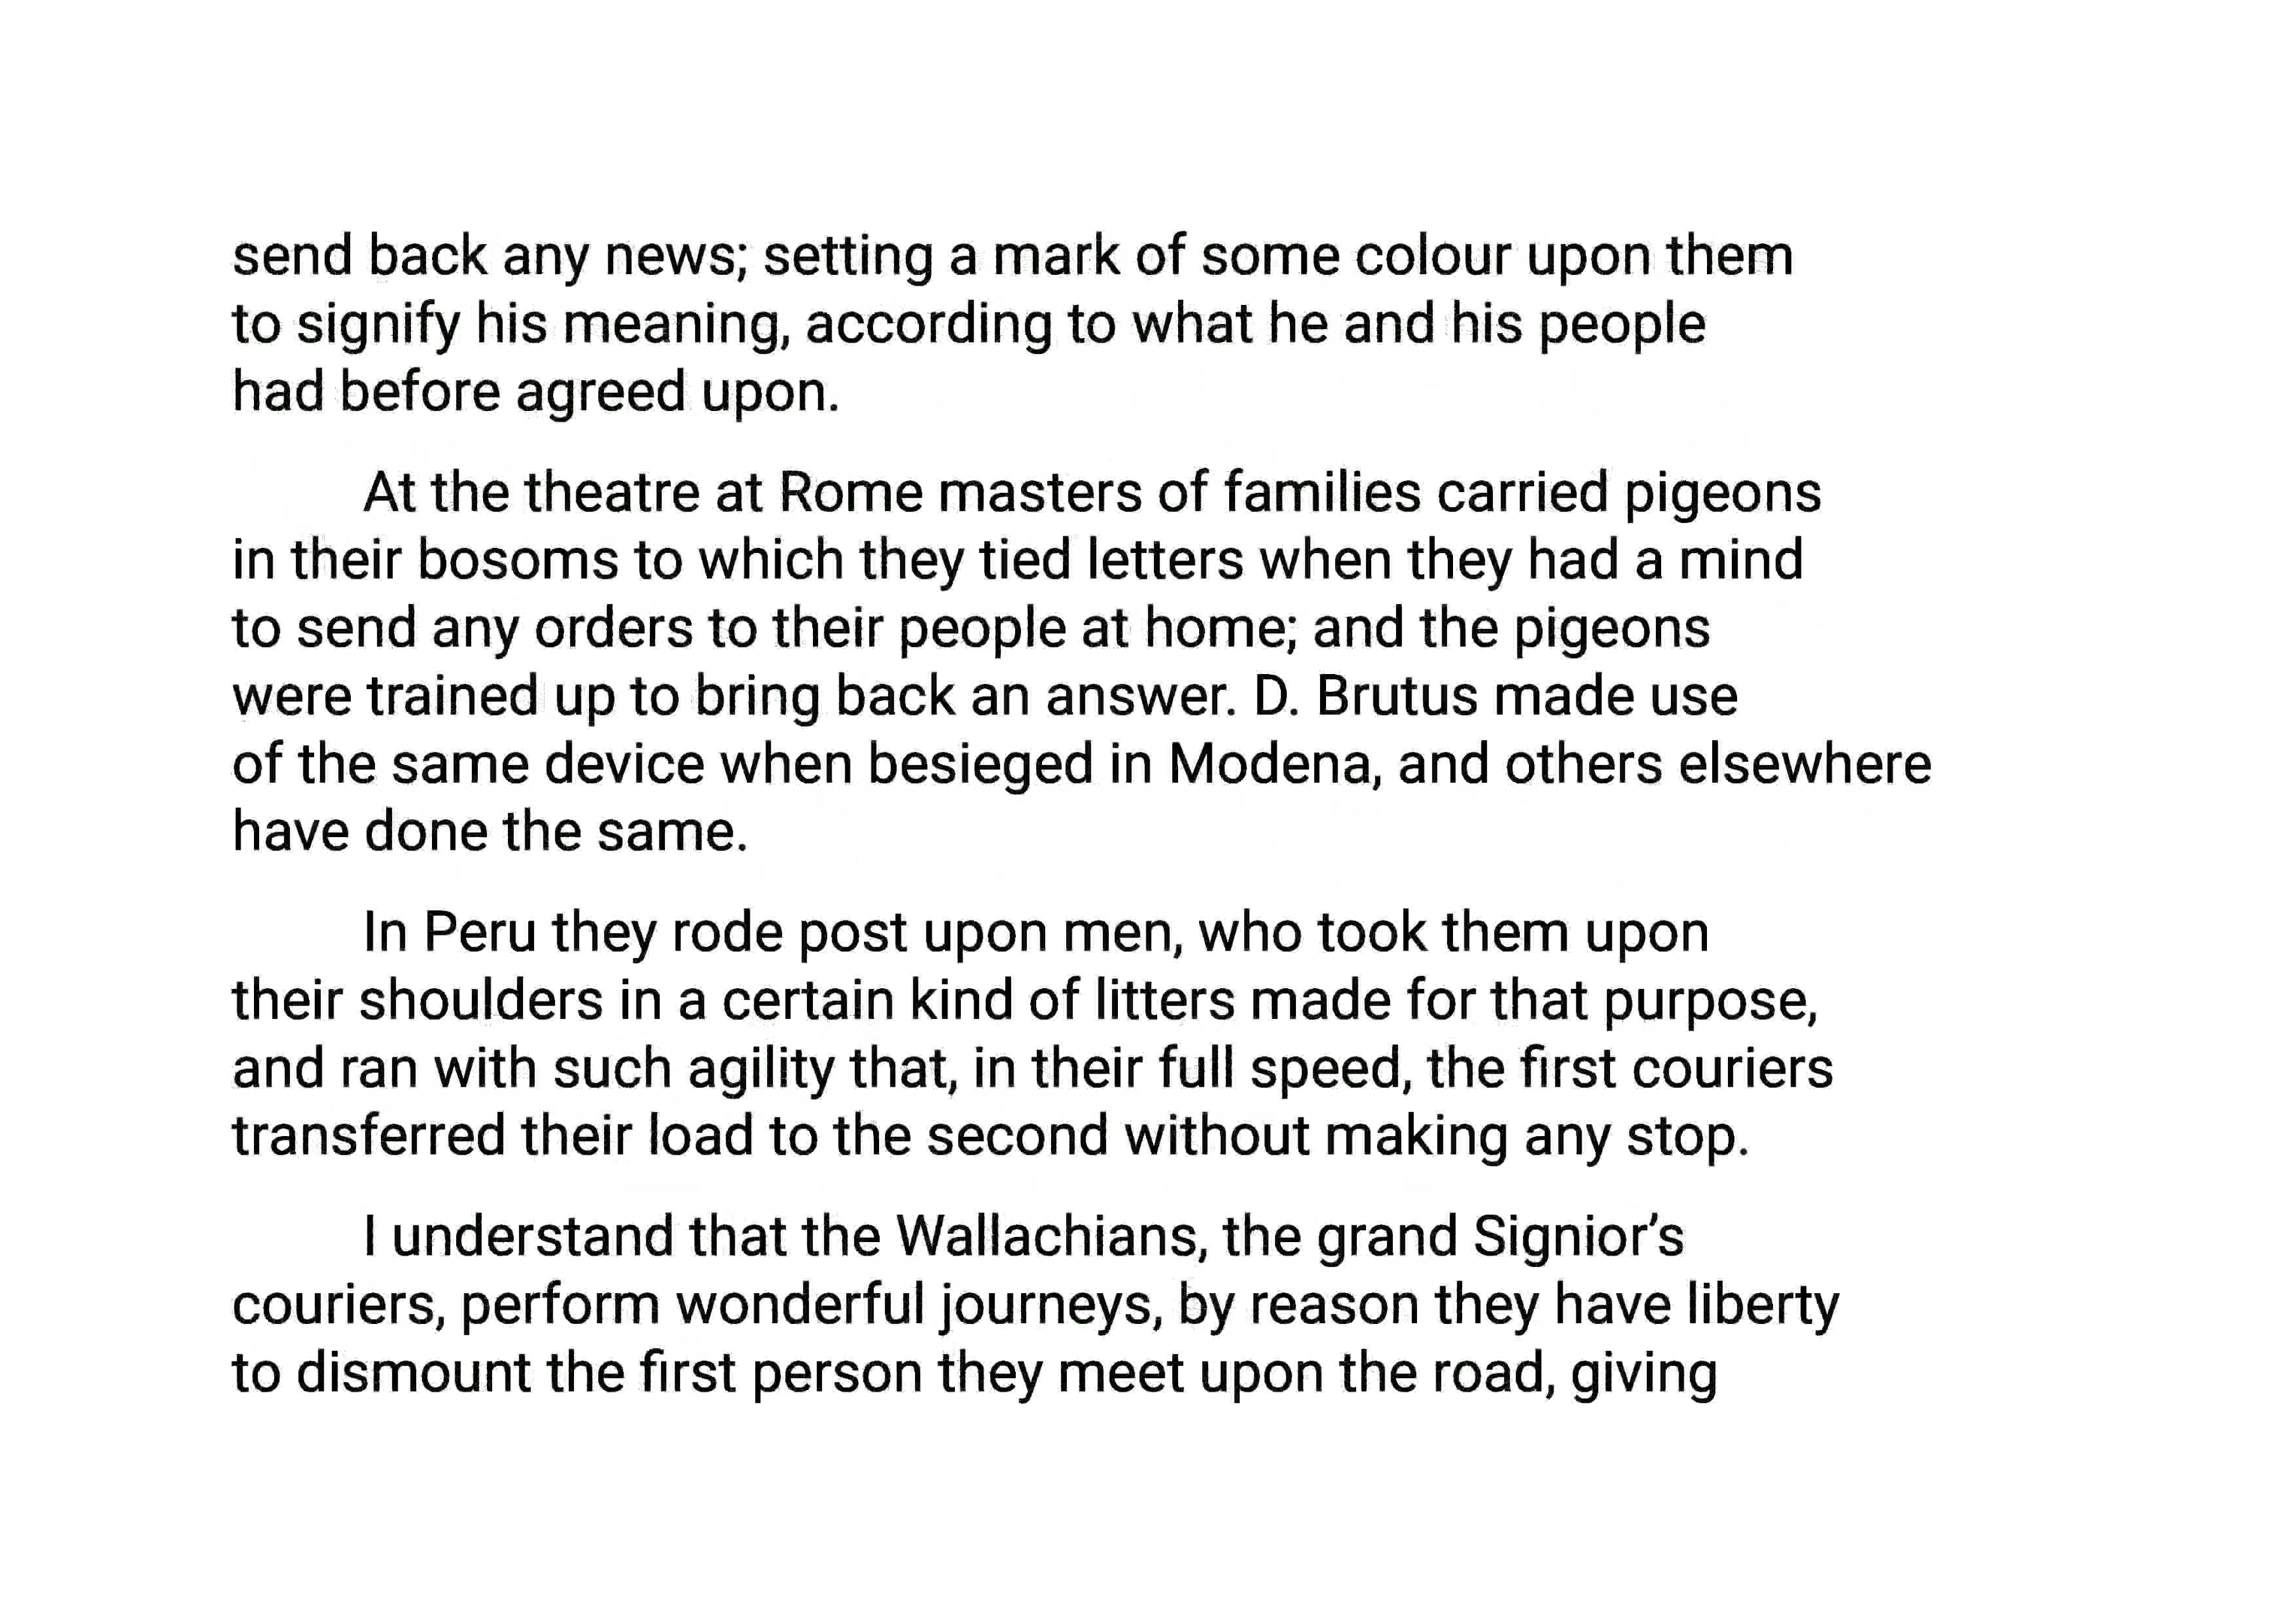 send back any news; setting a mark of some colour upon them
to signify his meaning, according to what he and his people
had before agreed upon.
At the theatre at Rome masters of families carried pigeons
in their bosoms to which they tied letters when they had a mind
to send any orders to their people at home; and the pigeons
were trained up to bring back an answer. D. Brutus made use
of the same device when besieged in Modena, and others elsewhere
have done the same.
In Peru they rode post upon men, who took them upon
their shoulders in a certain kind of litters made for that purpose,
and ran with such agility that, in their full speed, the first couriers
transferred their load to the second without making any stop.
I understand that the Wallachians, the grand Signior’s
couriers, perform wonderful journeys, by reason they have liberty
to dismount the first person they meet upon the road, giving